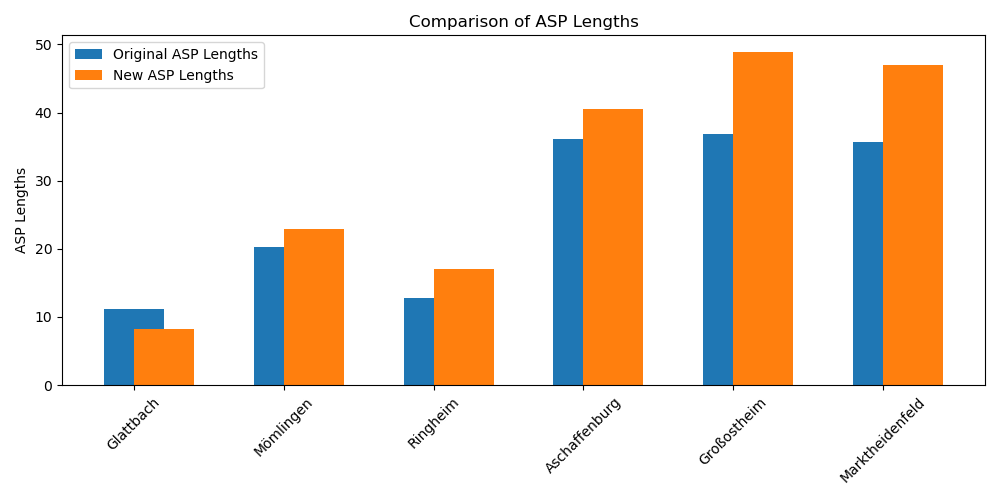 Comparison of ASP Lengths
Original ASP Lengths
New ASP Lengths
ASP Lengths
50
40
30
20
10
0
Glattbach
Mömlingen
Ringheim
Aschaffenburg
Großostheim
Marktheidenfeld